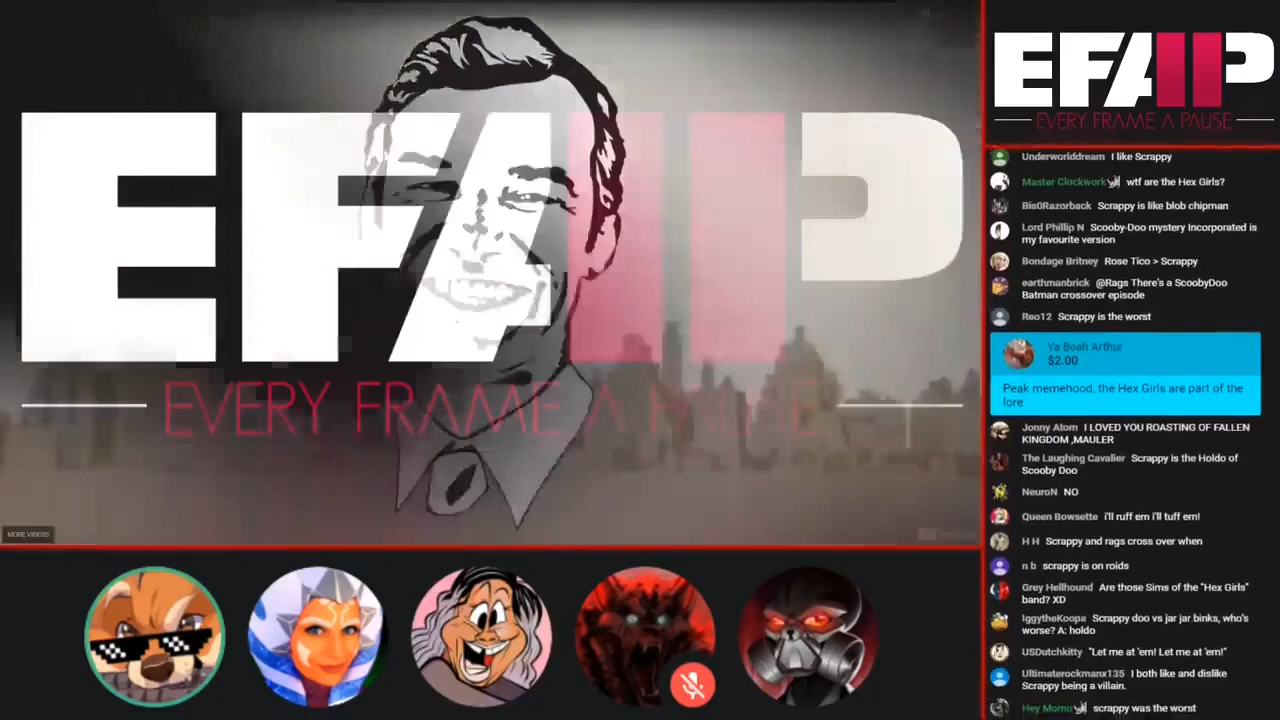 EFAP
EVERY FRAME A PAUSE
MORE VIDEOS
EFAP
EVERY FRAME A PAUSE
Underworlddream I like Scrappy
Master Clockwork wtf are the Hex Girls?
Bis0Razorback Scrappy is like blob chipman
Lord Phillip N Scooby-Doo mystery Incorporated is
my favourite version
Bondage Britney Rose Tico > Scrappy
earthmanbrick @Rags There's a ScoobyDoo
Batman crossover episode
Reo12 Scrappy is the worst
Ya Boah Arthur
$2.00
Peak memehood, the Hex Girls are part of the
lore
Jonny Atom I LOVED YOU ROASTING OF FALLEN
KINGDOM ,MAULER
The Laughing Cavalier Scrappy is the Holdo of
Scooby Doo
NeuroN NO
Queen Bowsette i'll ruff em i'll tuff em!
H H Scrappy and rags cross over when
n b scrappy is on roids
Grey Hellhound Are those Sims of the "Hex Girls"
band? XD
IggytheKoopa Scrappy doo vs jar jar binks, who's
worse? A: holdo
USDutchkitty "Let me at 'em! Let me at 'em!"
Ultimaterockmanx135 I both like and dislike
Scrappy being a villain.
Hey Momo scrappy was the worst